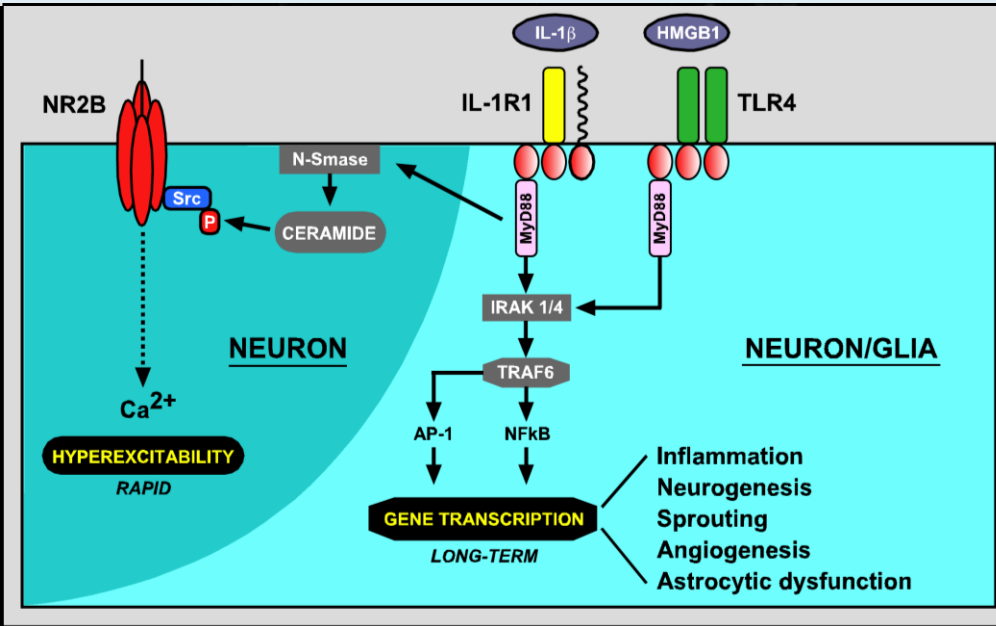 IL-1β
HMGB1
NR2B
IL-1R1
TLR4
N-Smase
Src
P
CERAMIDE
MyD88
MyD88
IRAK 1/4
NEURON
NEURON/GLIA
TRAF6
Ca2+
AP-1
NFkB
HYPEREXCITABILITY
RAPID
GENE TRANSCRIPTION
LONG-TERM
Inflammation
Neurogenesis
Sprouting
Angiogenesis
Astrocytic dysfunction